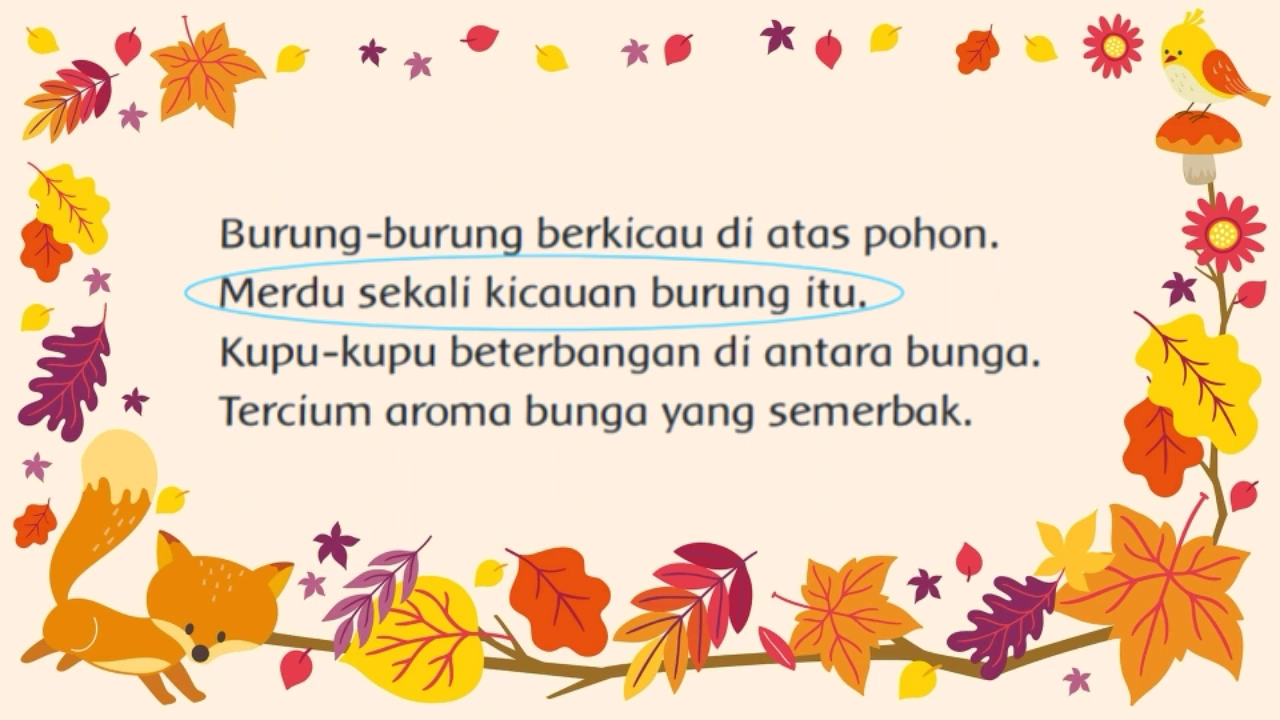 Burung-burung berkicau di atas pohon.
Merdu sekali kicauan burung itu.
Kupu-kupu beterbangan di antara bunga.
Tercium aroma bunga yang semerbak.